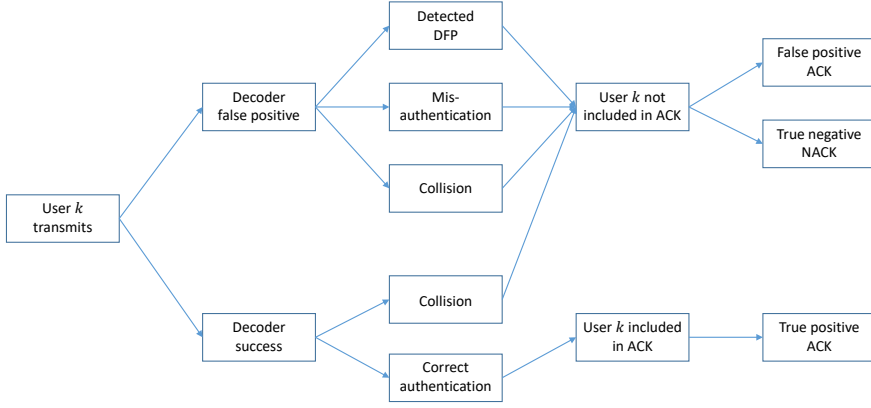 User k
transmits
Decoder
false positive
Decoder
success
Detected
DFP
Mis-
authentication
Collision
Collision
Correct
authentication
User k not
included in ACK
User k included
in ACK
False positive
ACK
True negative
NACK
True positive
ACK